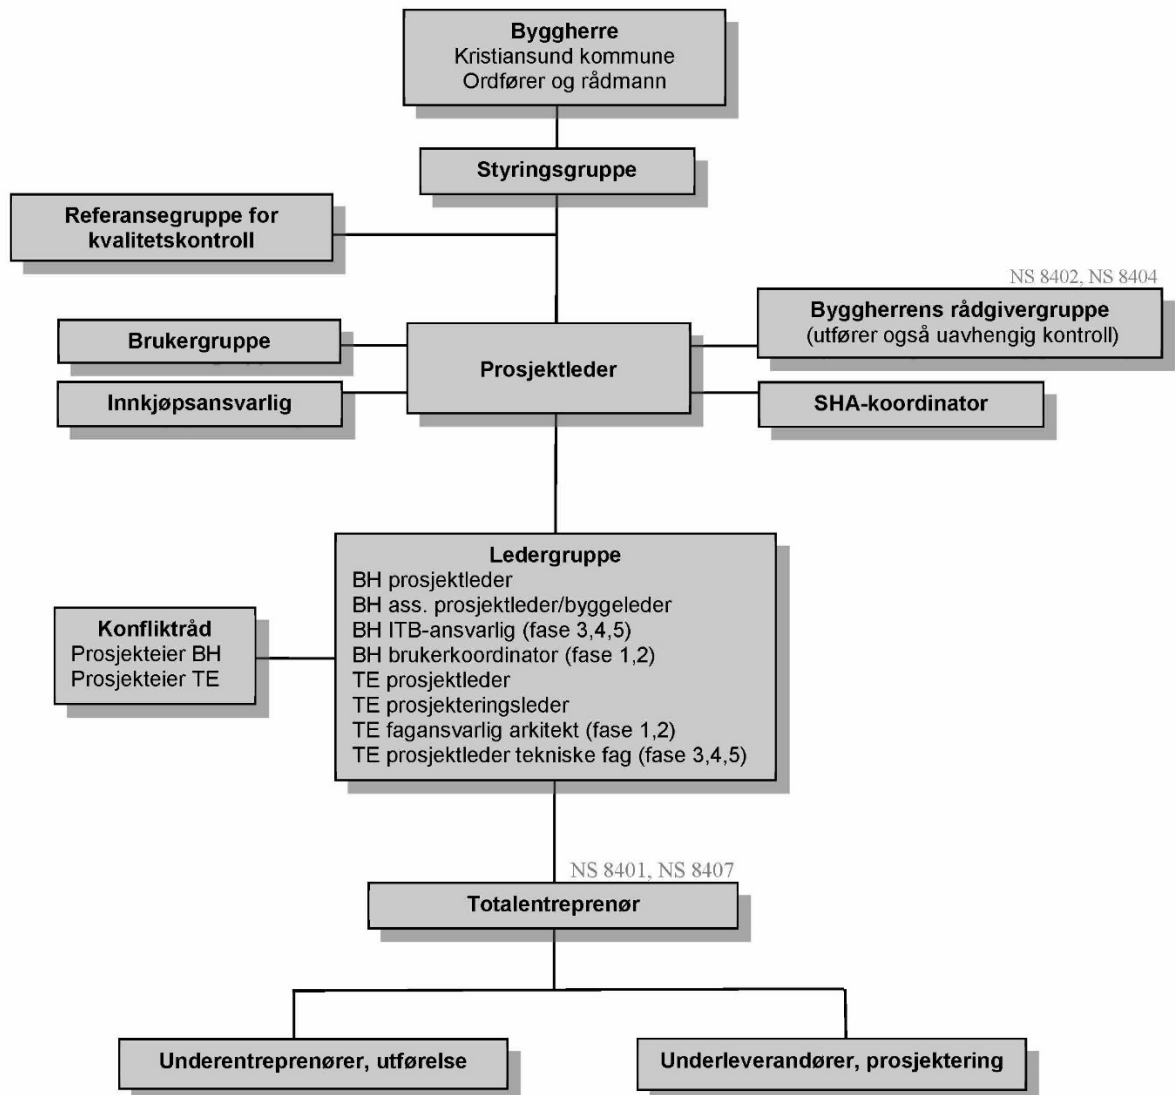 Byggherre
Kristiansund kommune
Ordfører og rådmann
Styringsgruppe
Referansegruppe for
kvalitetskontroll
NS 8402, NS 8404
Byggherrens rådgivergruppe
(utfører også uavhengig kontroll)
Brukergruppe
Prosjektleder
Innkjøpsansvarlig
SHA-koordinator
Ledergruppe
BH prosjektleder
BH ass. prosjektleder/byggeleder
BH ITB-ansvarlig (fase 3,4,5)
BH brukerkoordinator (fase 1,2)
TE prosjektleder
TE prosjekteringsleder
TE fagansvarlig arkitekt (fase 1,2)
TE prosjektleder tekniske fag (fase 3,4,5)
Konfliktråd
Prosjekteier BH
Prosjekteier TE
NS 8401, NS 8407
Totalentreprenør
Underentreprenører, utførelse
Underleverandører, prosjektering